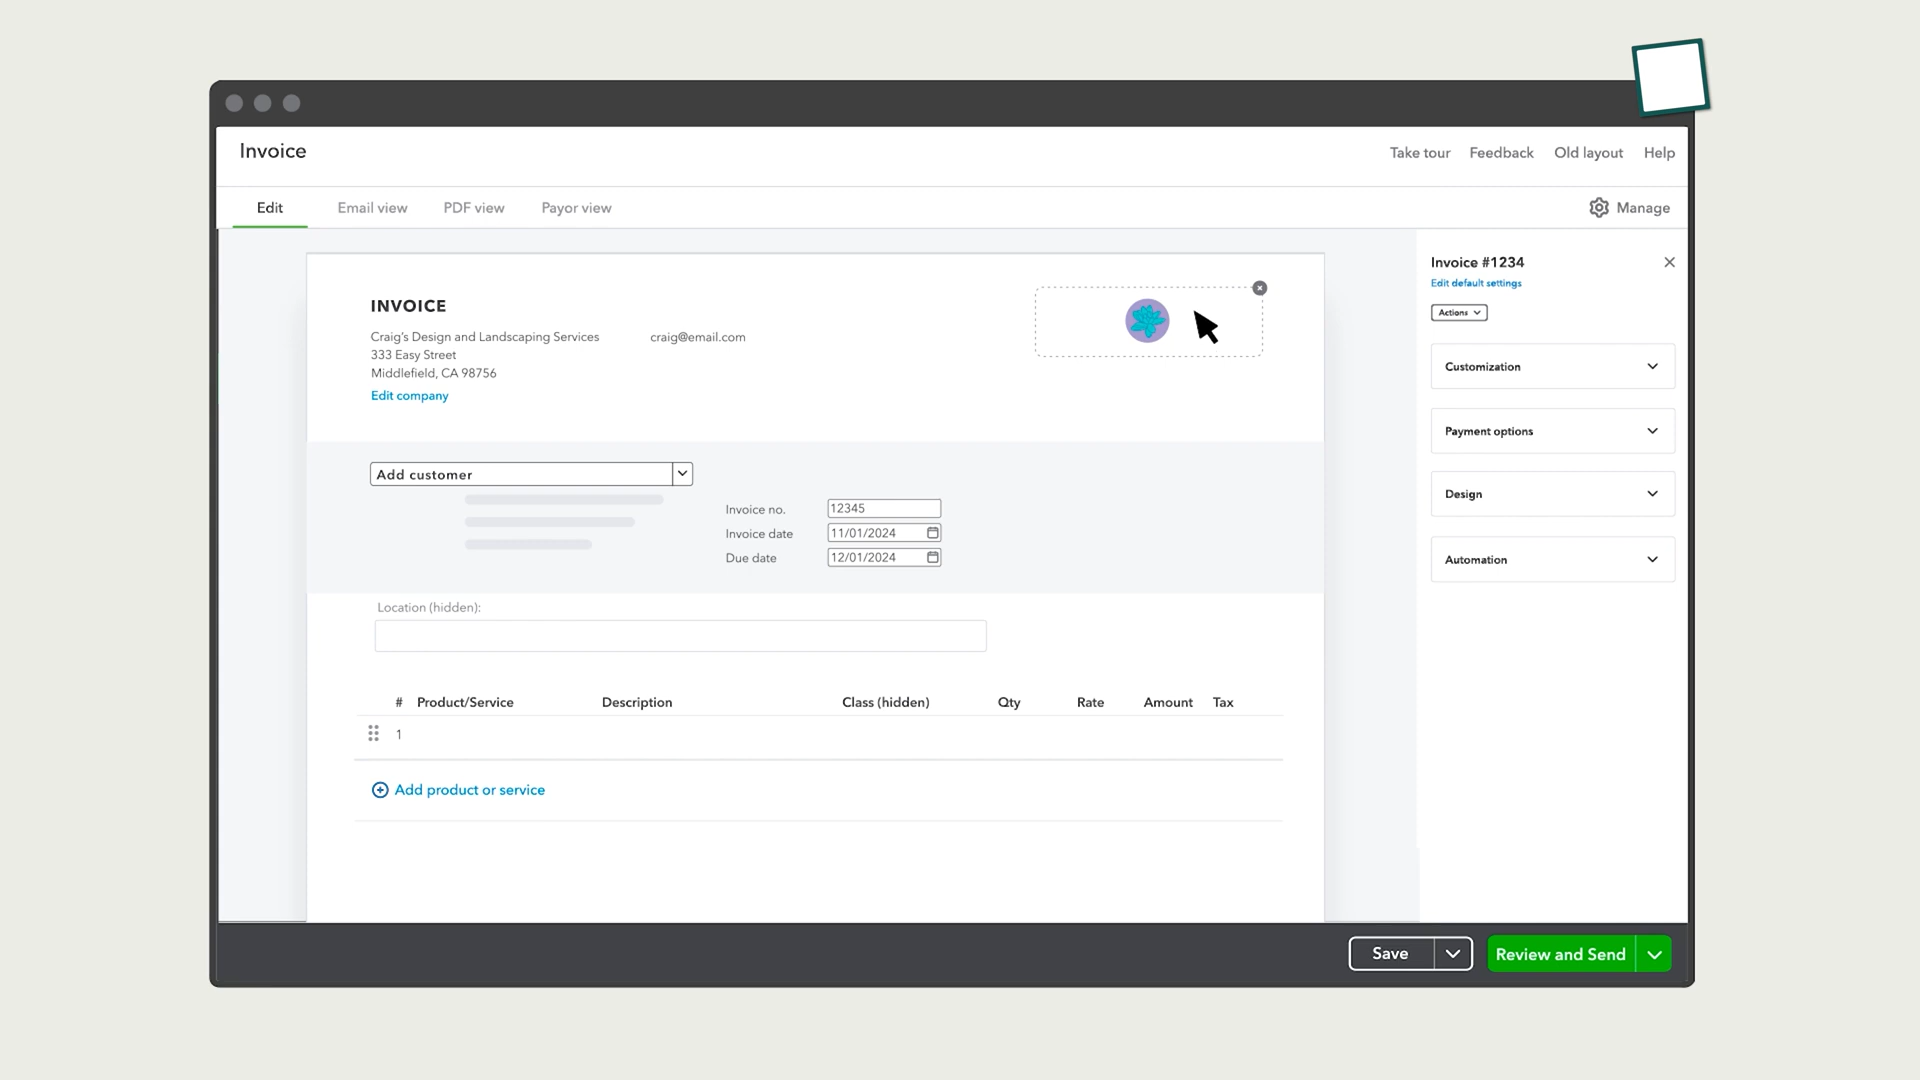 Invoice
Take tour Feedback Old layout Help
Edit Email view PDF view Payor view Manage
Invoice #1234
Edit default settings
Actions
Customization
Payment options
Design
Automation
INVOICE
Craig's Design and Landscaping Services craig@email.com
333 Easy Street
Middlefield, CA 98756
Edit company
Add customer
Invoice no. 12345
Invoice date 11/01/2024
Due date 12/01/2024
Location (hidden):
# Product/Service Description Class (hidden) Qty Rate Amount Tax
1
Add product or service
Save Review and Send